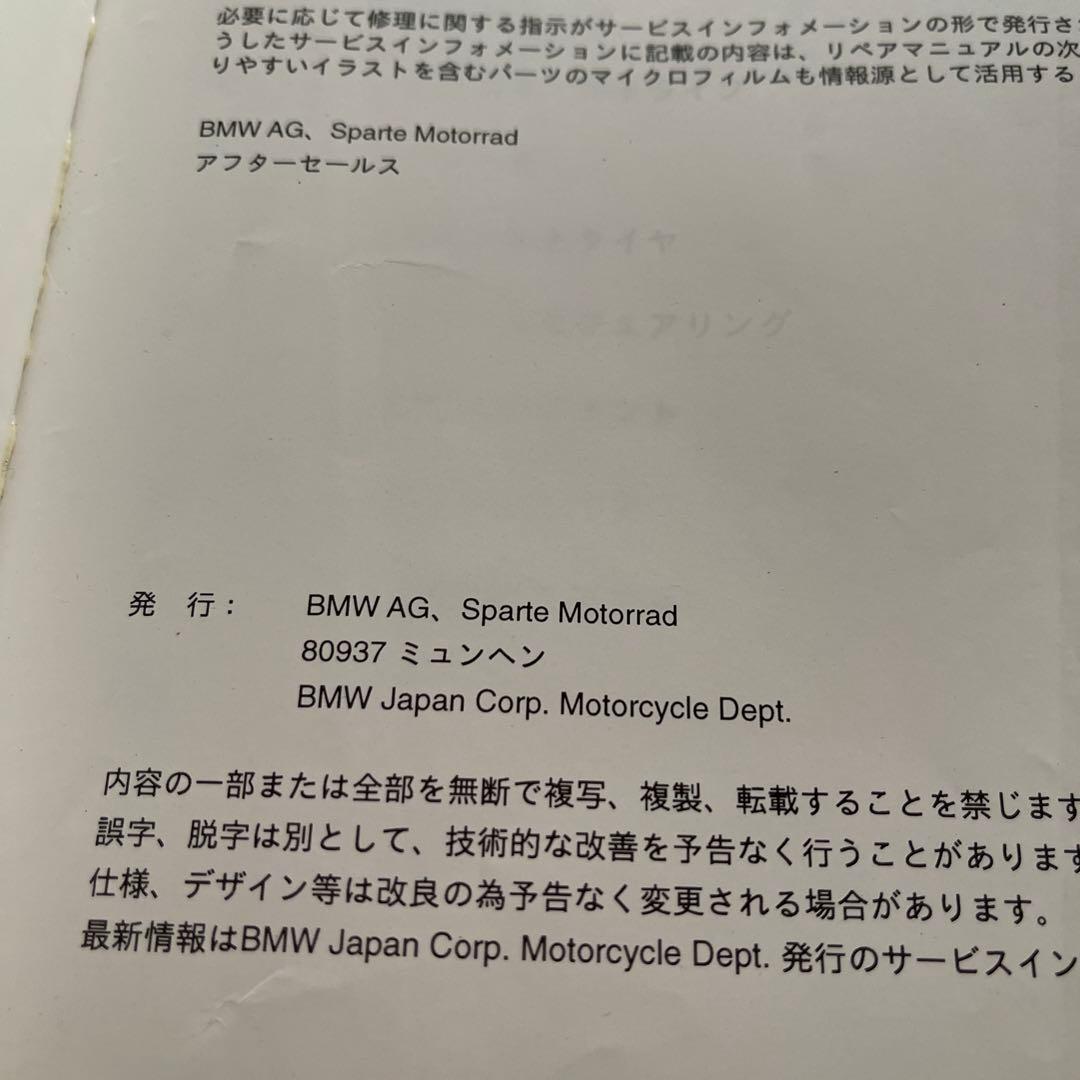 必要に応じて修理に関する指示がサービスインフォメーションの形で発行さ
うしたサービスインフォメーションに記載の内容は、リペアマニュアルの次
りやすいイラストを含むパーツのマイクロフィルムも情報源として活用する
BMW AG、Sparte Motorrad
アフターセールス
タイヤ
アリング
ント
発 行： BMW AG、Sparte Motorrad
80937 ミュンヘン
BMW Japan Corp. Motorcycle Dept.
内容の一部または全部を無断で複写、複製、転載することを禁じます
誤字、脱字は別として、技術的な改善を予告なく行うことがあります
仕様、デザイン等は改良の為予告なく変更される場合があります。
最新情報はBMW Japan Corp. Motorcycle Dept. 発行のサービスイン